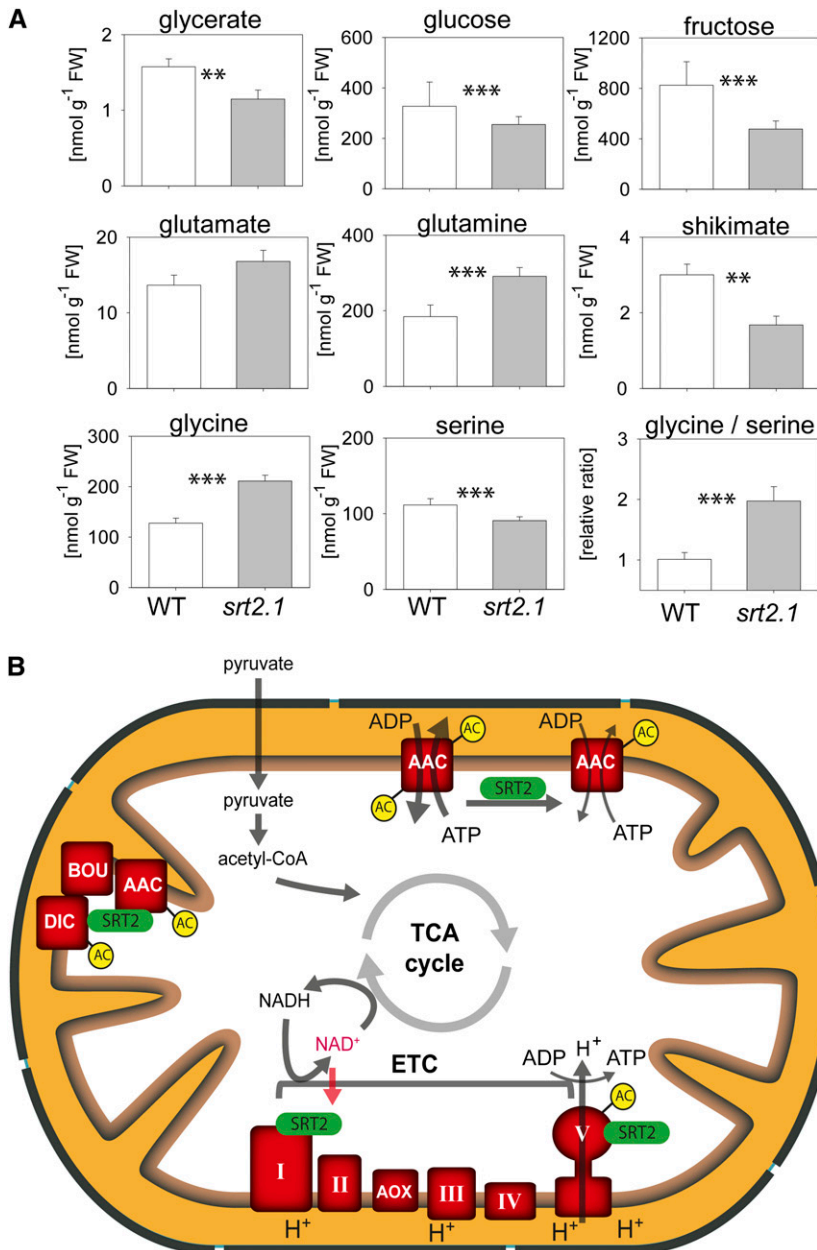 A
glycerate
glucose
fructose
[nmol g-1 FW]
2
1
0
**
[nmol g-1 FW]
600
400
200
0
***
[nmol g-1 FW]
1200
800
400
0
***
glutamate
glutamine
shikimate
[nmol g-1 FW]
20
10
0
[nmol g-1 FW]
400
200
0
***
[nmol g-1 FW]
4
2
0
**
glycine
serine
glycine / serine
[nmol g-1 FW]
300
200
100
0
***
[nmol g-1 FW]
200
100
0
***
[relative ratio]
3
2
1
***
WT srt2.1
WT srt2.1
WT srt2.1
B
pyruvate
pyruvate
acetyl-CoA
ADP
AAC
AC
AC
ATP
SRT2
ADP
AAC
AC
ATP
BOU
AAC
DIC
SRT2
AC
AC
TCA
cycle
NADH
NAD+
ETC
ADP
H+
ATP
AC
SRT2
V
SRT2
I
II
AOX
III
IV
H+
H+
H+
H+